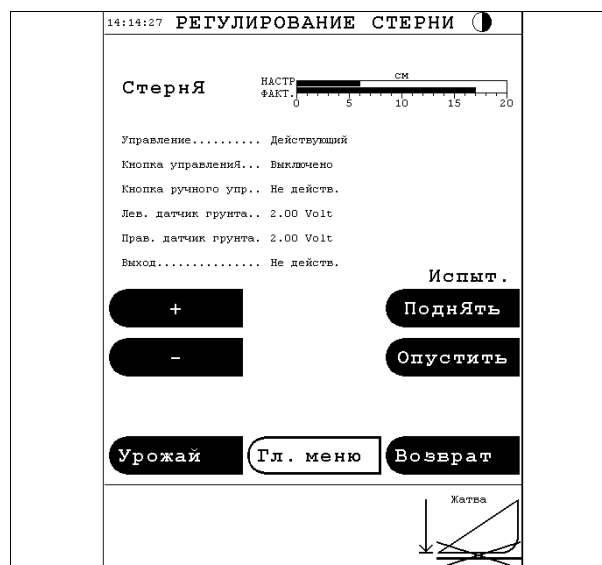 14:14:27 РЕГУЛИРОВАНИЕ СТЕРНИ
см
СтернЯ НАСТР
ФАКТ.
0 5 10 15 20
Управление.......... Действующий
Кнопка управлениЯ... Выключено
Кнопка ручного упр.. Не действ.
Лев. датчик грунта.. 2.00 Volt
Прав. датчик грунта. 2.00 Volt
Выход............... Не действ.
Испыт.
+ ПоднЯть
- Опустить
Урожай Гл. меню Возврат
Жатва